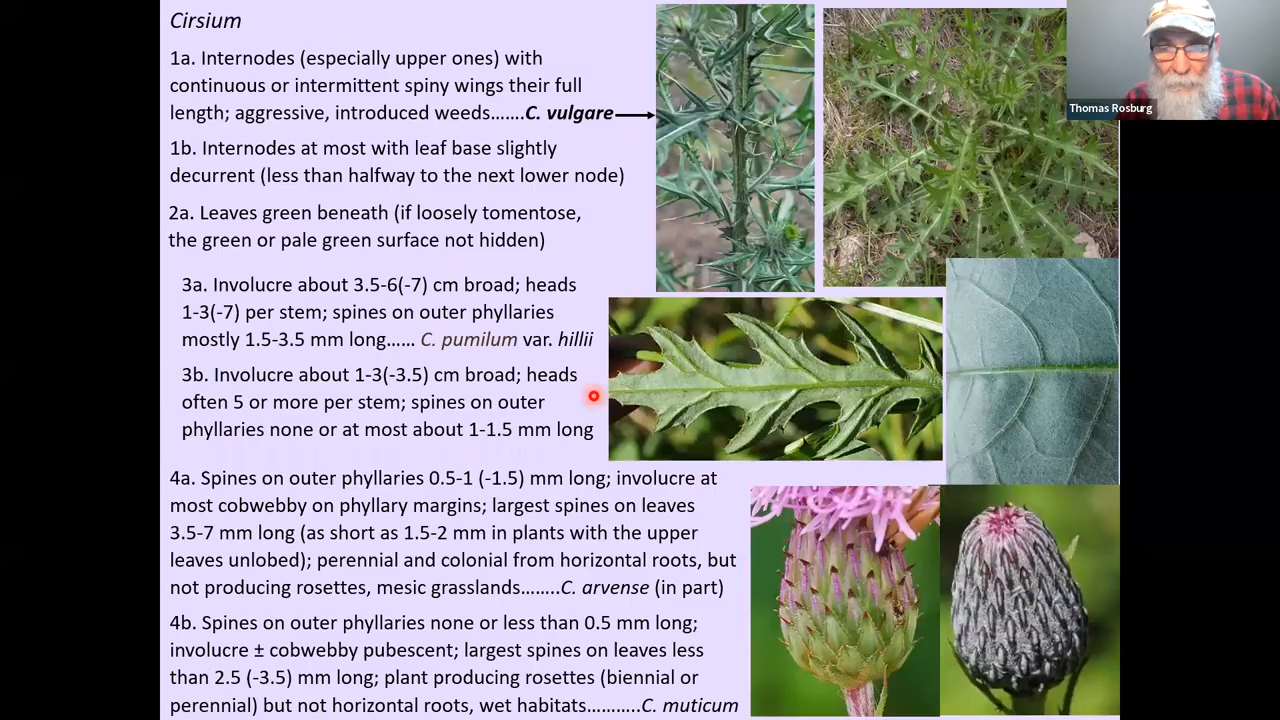 Cirsium
1a. Internodes (especially upper ones) with
continuous or intermittent spiny wings their full
length; aggressive, introduced weeds…….C. vulgare
1b. Internodes at most with leaf base slightly
decurrent (less than halfway to the next lower node)
2a. Leaves green beneath (if loosely tomentose,
the green or pale green surface not hidden)
3a. Involucre about 3.5-6(-7) cm broad; heads
1-3(-7) per stem; spines on outer phyllaries
mostly 1.5-3.5 mm long…… C. pumilum var. hillii
3b. Involucre about 1-3(-3.5) cm broad; heads
often 5 or more per stem; spines on outer
phyllaries none or at most about 1-1.5 mm long
4a. Spines on outer phyllaries 0.5-1 (-1.5) mm long; involucre at
most cobwebby on phyllary margins; largest spines on leaves
3.5-7 mm long (as short as 1.5-2 mm in plants with the upper
leaves unlobed); perennial and colonial from horizontal roots, but
not producing rosettes, mesic grasslands……..C. arvense (in part)
4b. Spines on outer phyllaries none or less than 0.5 mm long;
involucre ± cobwebby pubescent; largest spines on leaves less
than 2.5 (-3.5) mm long; plant producing rosettes (biennial or
perennial) but not horizontal roots, wet habitats………..C. muticum
Thomas Rosburg